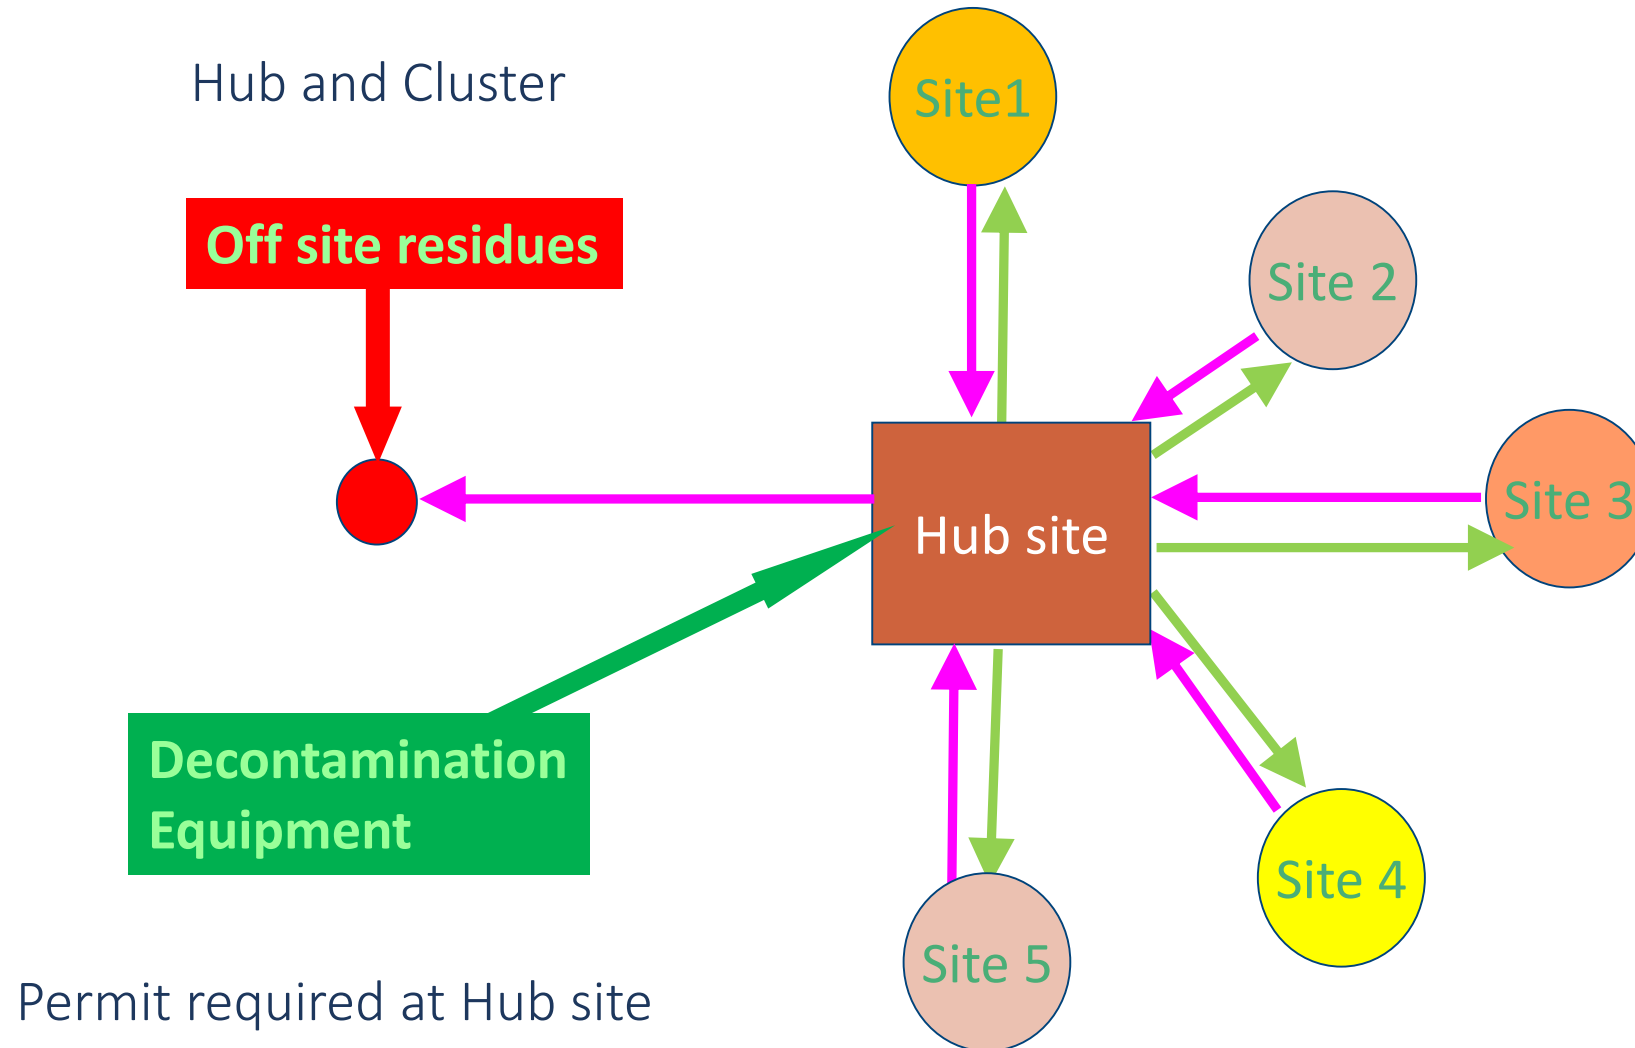 Hub and Cluster
Site1
Off site residues
Site 2
Site 3
Hub site
Decontamination
Equipment
Site 4
Site 5
Permit required at Hub site